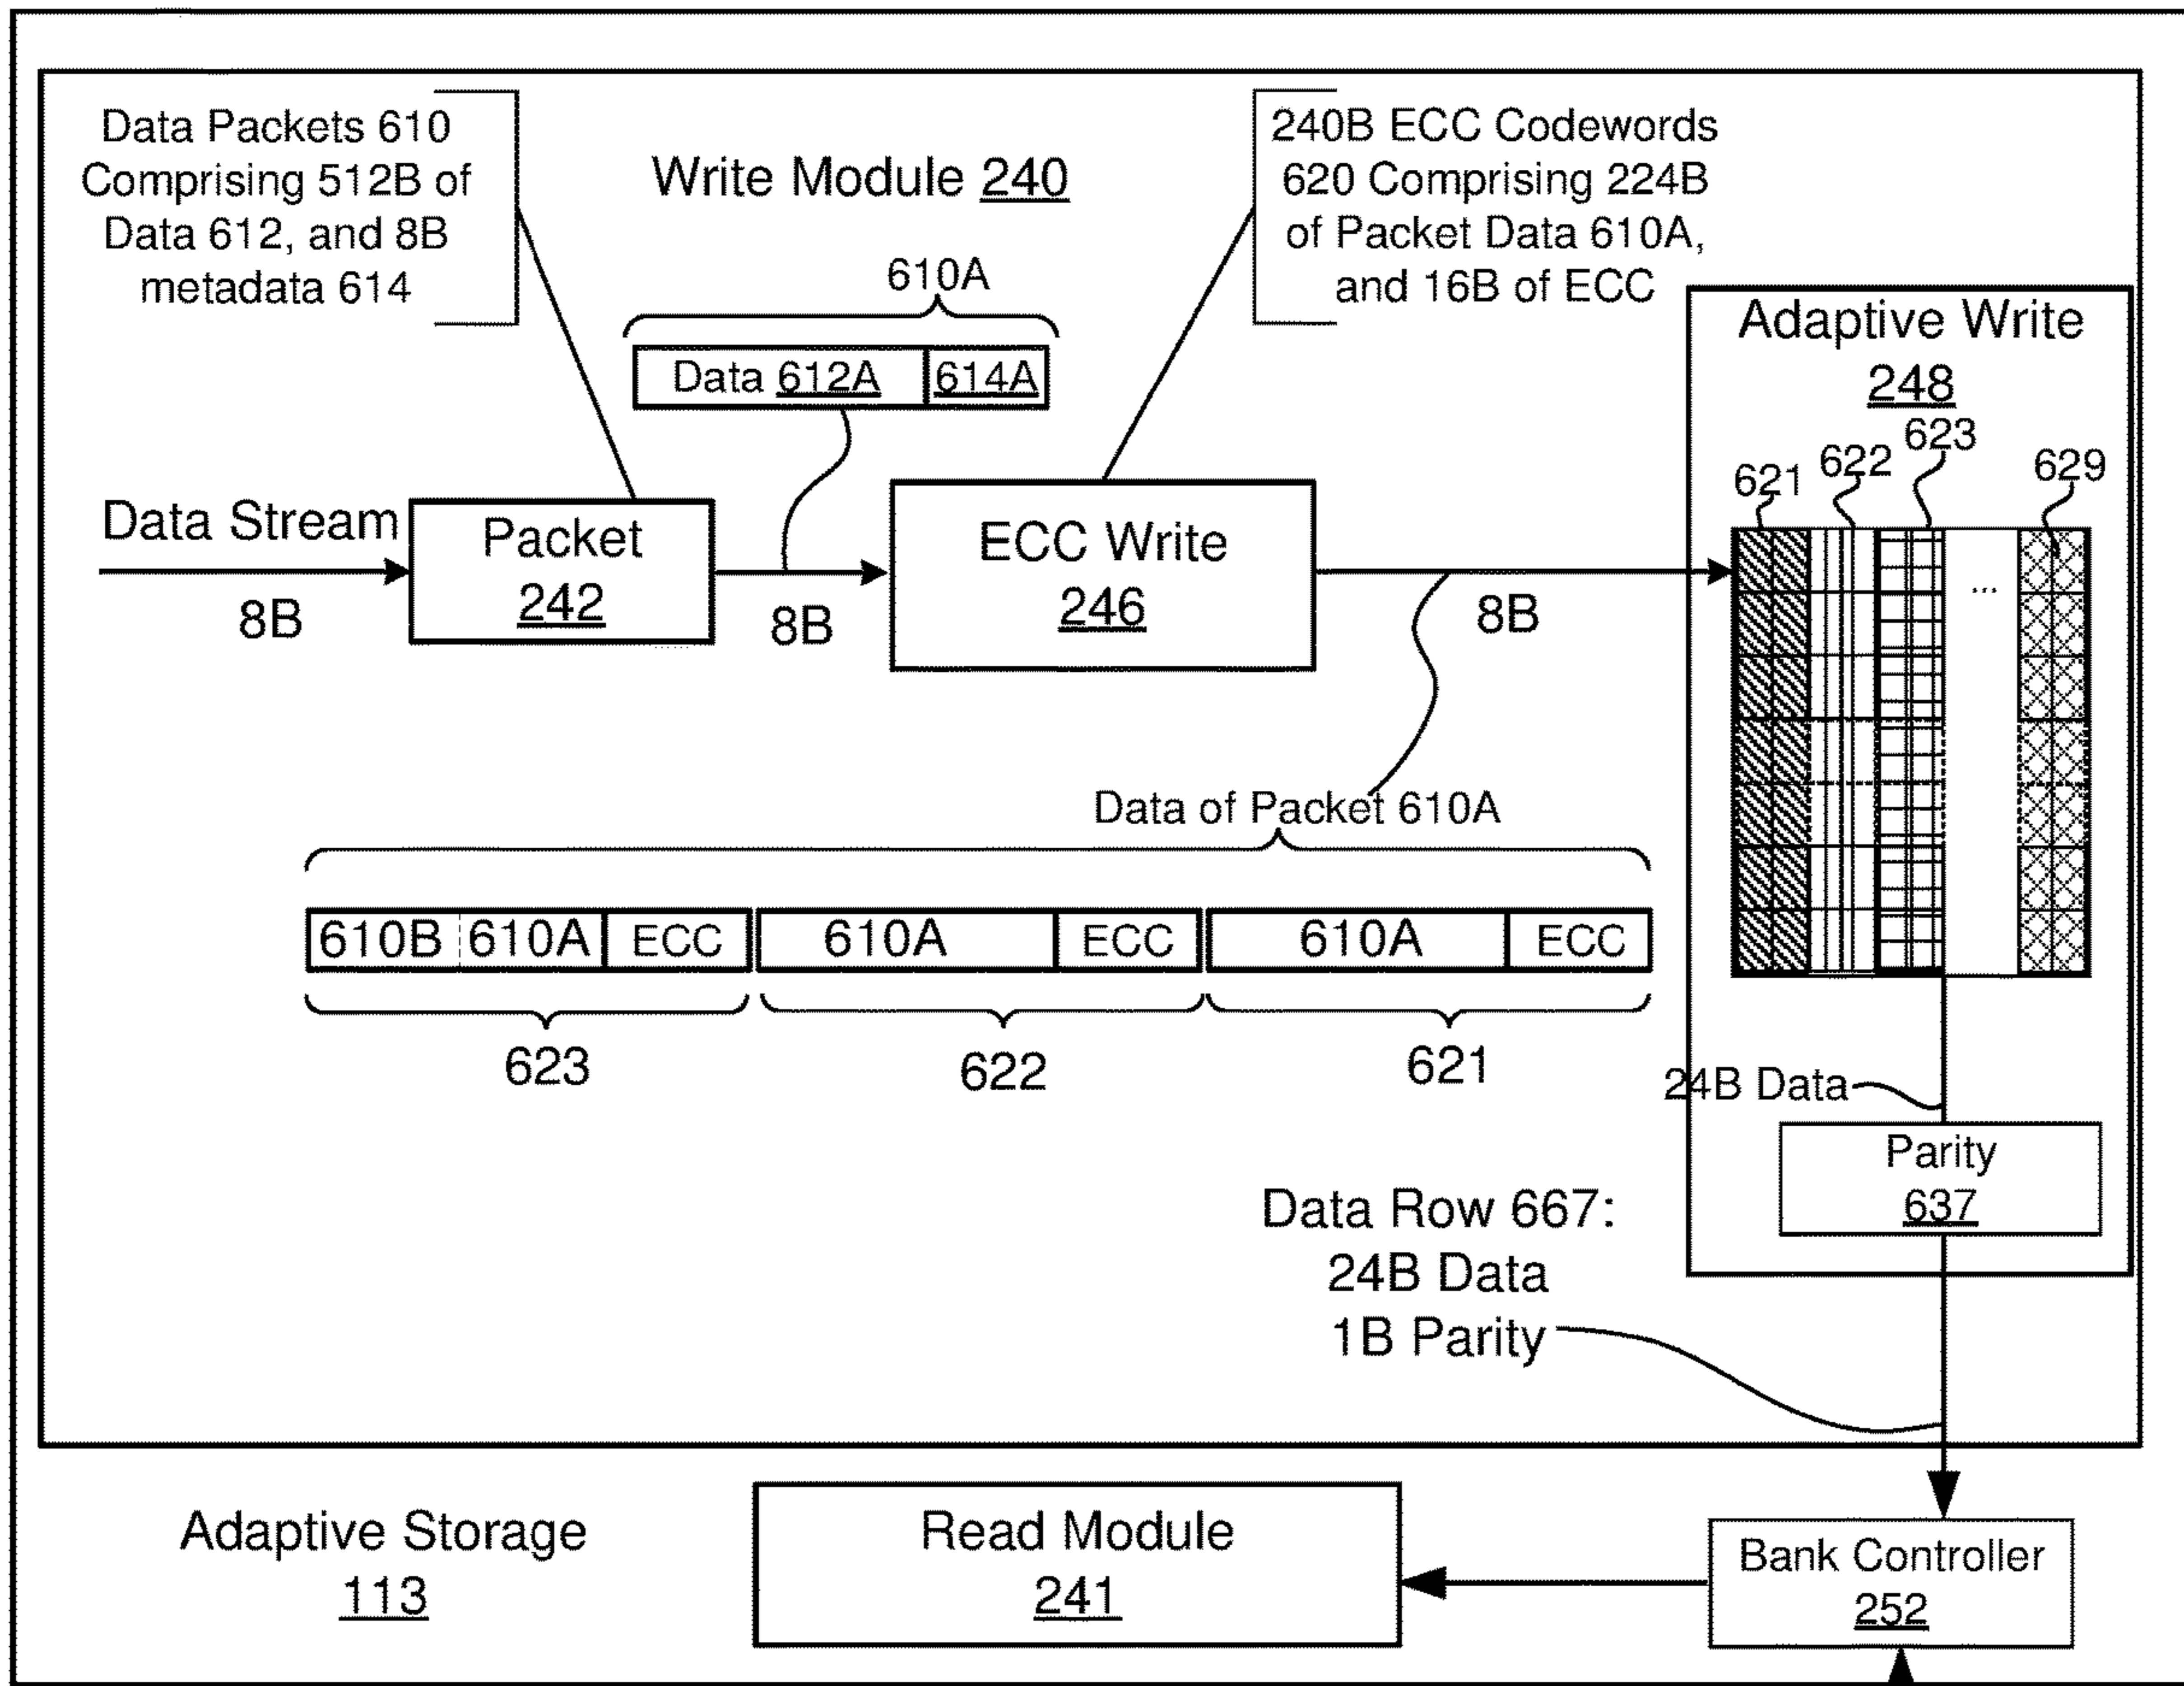 Data Packets 610
Comprising 512B of
Data 612, and 8B
metadata 614
Write Module 240
240B ECC Codewords
620 Comprising 224B
of Packet Data 610A,
and 16B of ECC
610A
Data 612A
614A
Adaptive Write
248
621
622
623
629
Data Stream
8B
Packet
242
8B
ECC Write
246
8B
...
Data of Packet 610A
610B
610A
ECC
610A
ECC
610A
ECC
623
622
621
24B Data
Parity
637
Data Row 667:
24B Data
1B Parity
Adaptive Storage
113
Read Module
241
Bank Controller
252